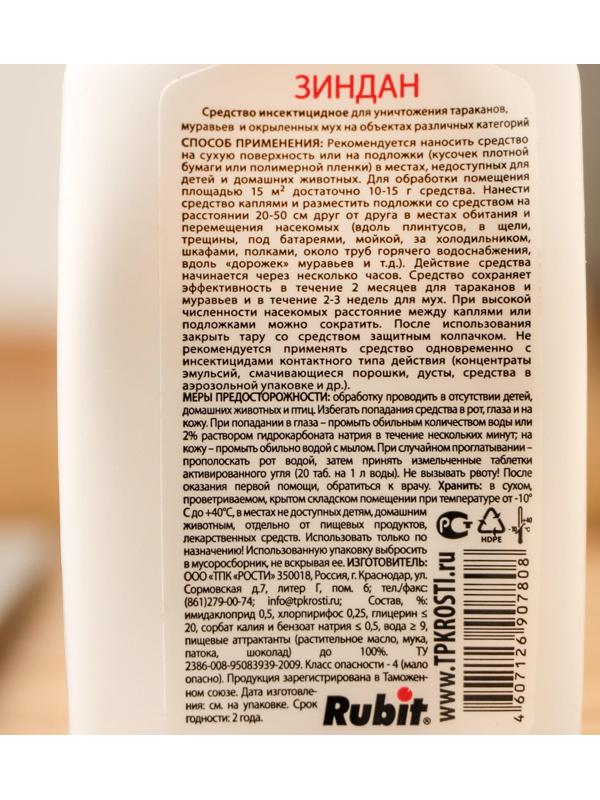 ЗИНДАН
Средство инсектицидное для уничтожения тараканов,
муравьев и окрыленных мух на объектах различных категорий
СПОСОБ ПРИМЕНЕНИЯ: Рекомендуется наносить средство
на сухую поверхность или на подложки (кусочек плотной
бумаги или полимерной пленки) в местах, недоступных для
детей и домашних животных. Для обработки помещения
площадью 15 м² достаточно 10-15 г средства. Нанести
средство каплями и разместить подложки со средством на
расстоянии 20-50 см друг от друга в местах обитания и
перемещения насекомых (вдоль плинтусов, в щели,
трещины, под батареями, мойкой, за холодильником,
шкафами, полками, около труб горячего водоснабжения,
вдоль «дорожек» муравьев и т.д.). Действие средства
начинается через несколько часов. Средство сохраняет
эффективность в течение 2 месяцев для тараканов и
муравьев и в течение 2-3 недель для мух. При высокой
численности насекомых расстояние между каплями или
подложками можно сократить. После использования
закрыть тару со средством защитным колпачком. Не
рекомендуется применять средство одновременно с
инсектицидами контактного типа действия (концентраты
эмульсий, смачивающиеся порошки, дусты, средства в
аэрозольной упаковке и др.).
МЕРЫ ПРЕДОСТОРОЖНОСТИ: обработку проводить в отсутствии детей,
домашних животных и птиц. Избегать попадания средства в рот, глаза и на
кожу. При попадании в глаза – промыть обильным количеством воды или
2% раствором гидрокарбоната натрия в течение нескольких минут; на
кожу – промыть обильно водой с мылом. При случайном проглатывании –
прополоскать рот водой, затем принять измельченные таблетки
активированного угля (20 таб. на 1 л воды). Не вызывать рвоту! После
оказания первой помощи, обратиться к врачу. Хранить: в сухом,
проветриваемом, крытом складском помещении при температуре от -10°
С до +40°С, в местах не доступных детям, домашним
животным, отдельно от пищевых продуктов,
лекарственных средств. Использовать только по
назначению! Использованную упаковку выбросить
в мусоросборник, не вскрывая ее. ИЗГОТОВИТЕЛЬ:
ООО «ТПК «РОСТИ» 350018, Россия, г. Краснодар, ул.
Сормовская д.7, литер Г, пом. 6; тел./факс:
(861)279-00-74; info@tpkrosti.ru; Состав, %:
имидаклоприд 0,5, хлорпирифос 0,25, глицерин ≤
20, сорбат калия и бензоат натрия ≤ 0,5, вода ≥ 9,
пищевые аттрактанты (растительное масло, мука,
патока, шоколад) до 100%. ТУ
2386-008-95083939-2009. Класс опасности - 4 (мало
опасно). Продукция зарегистрирована в Таможен-
ном союзе. Дата изготовле-
ния: см. на упаковке. Срок
годности: 2 года.
Rubit®
РСТ
HDPE
+40
-10 °C
www.TPKROSTI.ru
4607126907808